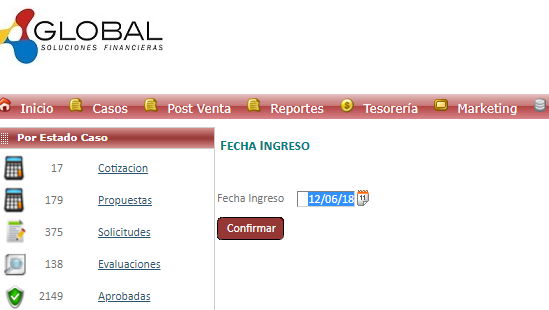 GLOBAL
SOLUCIONES FINANCIERAS
Inicio Casos Post Venta Reportes Tesorería Marketing
Por Estado Caso
FECHA INGRESO
17 Cotizacion
179 Propuestas
Fecha Ingreso 12/06/18 11
375 Solicitudes
Confirmar
138 Evaluaciones
2149 Aprobadas